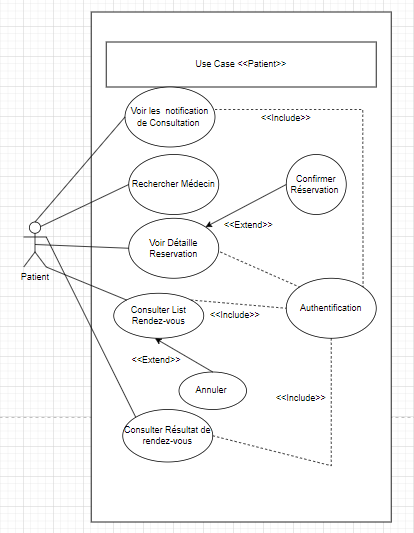 Use Case <<Patient>>
Voir les notification
de Consultation
<<Include>>
Rechercher Médecin
Confirmer
Réservation
<<Extend>>
Voir Détaille
Reservation
Patient
Consulter List
Rendez-vous
<<Include>>
Authentification
<<Extend>>
Annuler
<<Include>>
Consulter Résultat de
rendez-vous